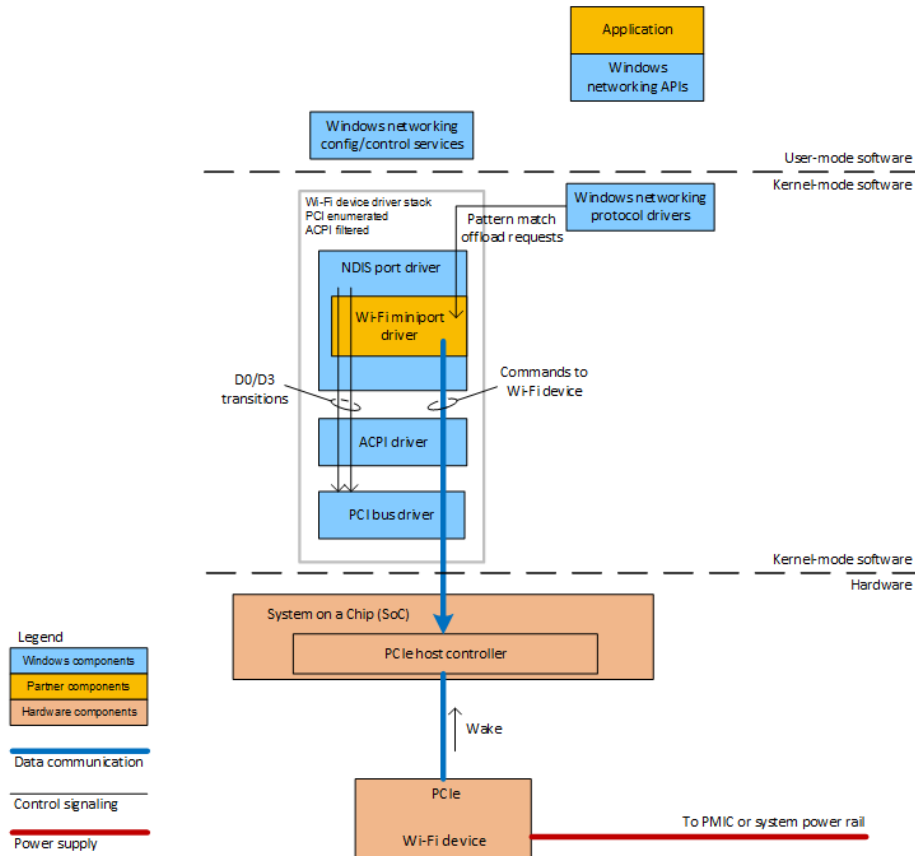 Application
Windows
networking APIs
Windows networking
config/control services
User-mode software
Kernel-mode software
Wi-Fi device driver stack
PCI enumerated
ACPI filtered
Windows networking
protocol drivers
Pattern match
offload requests
NDIS port driver
Wi-Fi miniport
driver
D0/D3
transitions
Commands to
Wi-Fi device
ACPI driver
PCI bus driver
Kernel-mode software
Hardware
System on a Chip (SoC)
PCIe host controller
Legend
Windows components
Partner components
Hardware components
Data communication
Control signaling
Power supply
Wake
PCIe
Wi-Fi device
To PMIC or system power rail